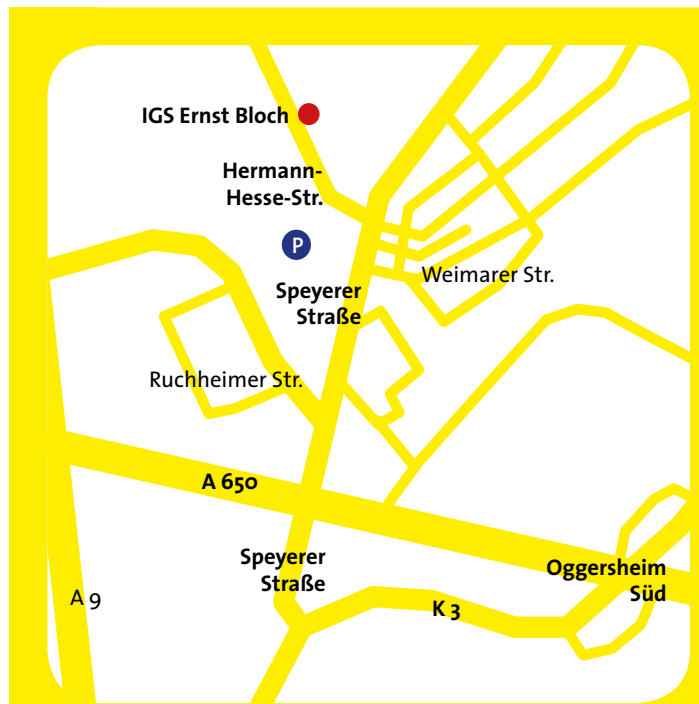 IGS Ernst Bloch
Hermann-
Hesse-Str.
P
Weimarer Str.
Speyerer
Straße
Ruchheimer Str.
A 650
Speyerer
Straße
Oggersheim
Süd
A 9
K 3